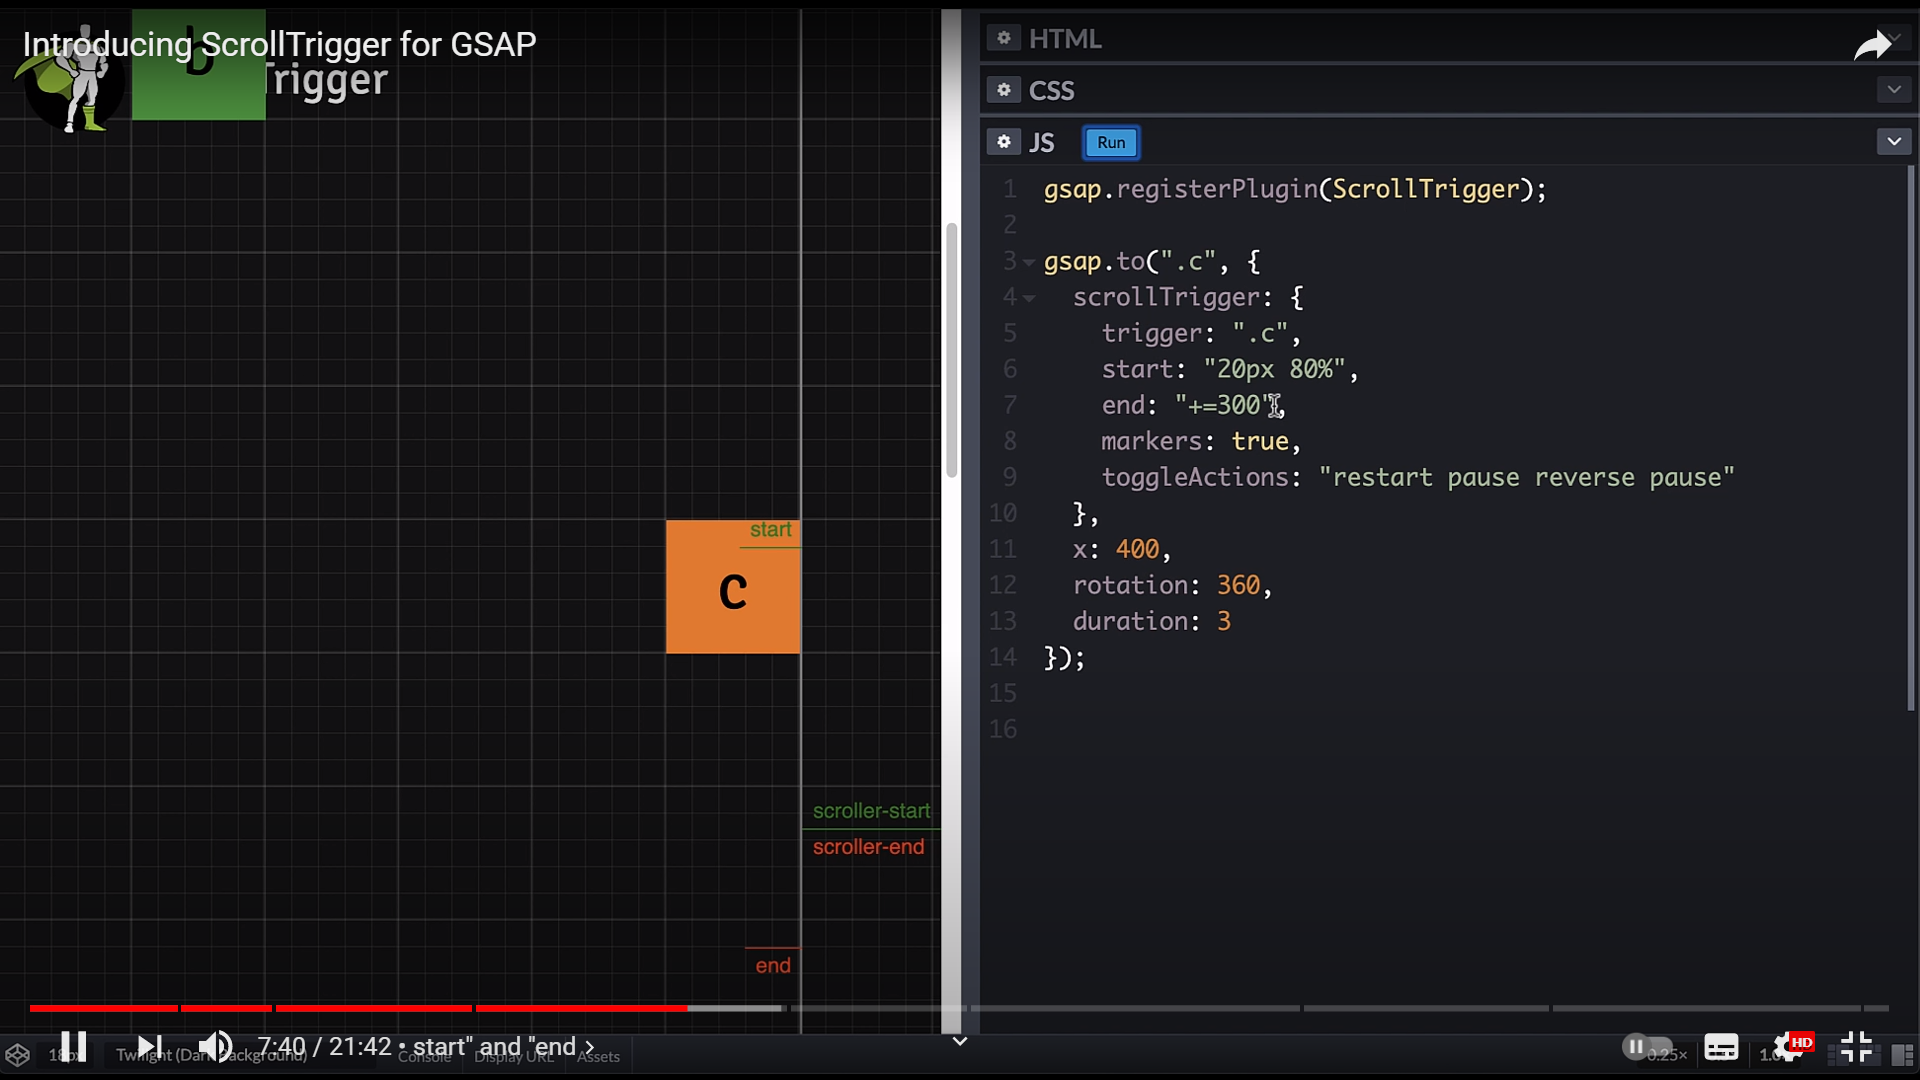 Introducing ScrollTrigger for GSAP
b
Trigger
start
c
scroller-start
scroller-end
end
HTML
CSS
JS
Run
1 gsap.registerPlugin(ScrollTrigger);
2
3 gsap.to(".c", {
4 scrollTrigger: {
5 trigger: ".c",
6 start: "20px 80%",
7 end: "+=300",
8 markers: true,
9 toggleActions: "restart pause reverse pause"
10 },
11 x: 400,
12 rotation: 360,
13 duration: 3
14 });
15
16
7:40 / 21:42 • start" and "end ›
Twilight (Dark Background)
Console
Display URL
Assets
0.25×
HD